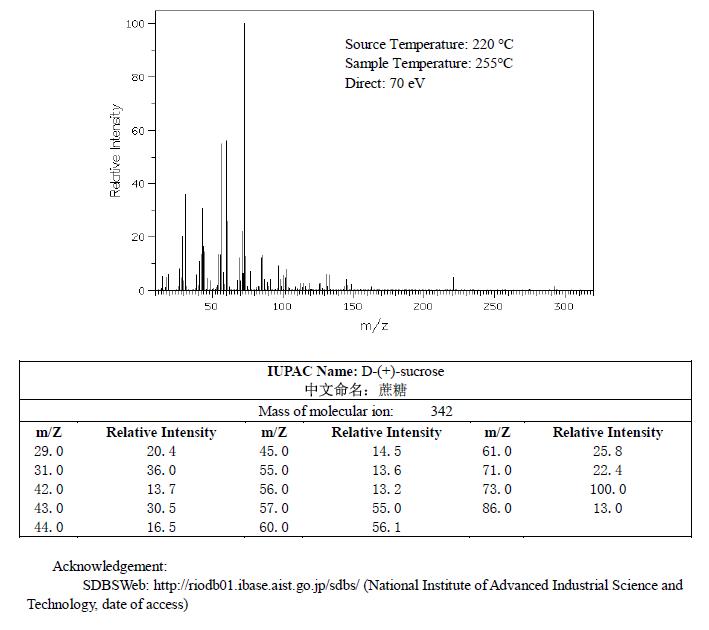 100
80
60
40
20
0
Relative Intensity
Source Temperature: 220 °C
Sample Temperature: 255°C
Direct: 70 eV
50 100 150 200 250 300
m/z
IUPAC Name: D-(+)-sucrose
中文命名：蔗糖
Mass of molecular ion: 342
m/Z Relative Intensity m/Z Relative Intensity m/Z Relative Intensity
29.0 20.4 45.0 14.5 61.0 25.8
31.0 36.0 55.0 13.6 71.0 22.4
42.0 13.7 56.0 13.2 73.0 100.0
43.0 30.5 57.0 55.0 86.0 13.0
44.0 16.5 60.0 56.1
Acknowledgement:
SDBSWeb: http://riodb01.ibase.aist.go.jp/sdbs/ (National Institute of Advanced Industrial Science and
Technology, date of access)